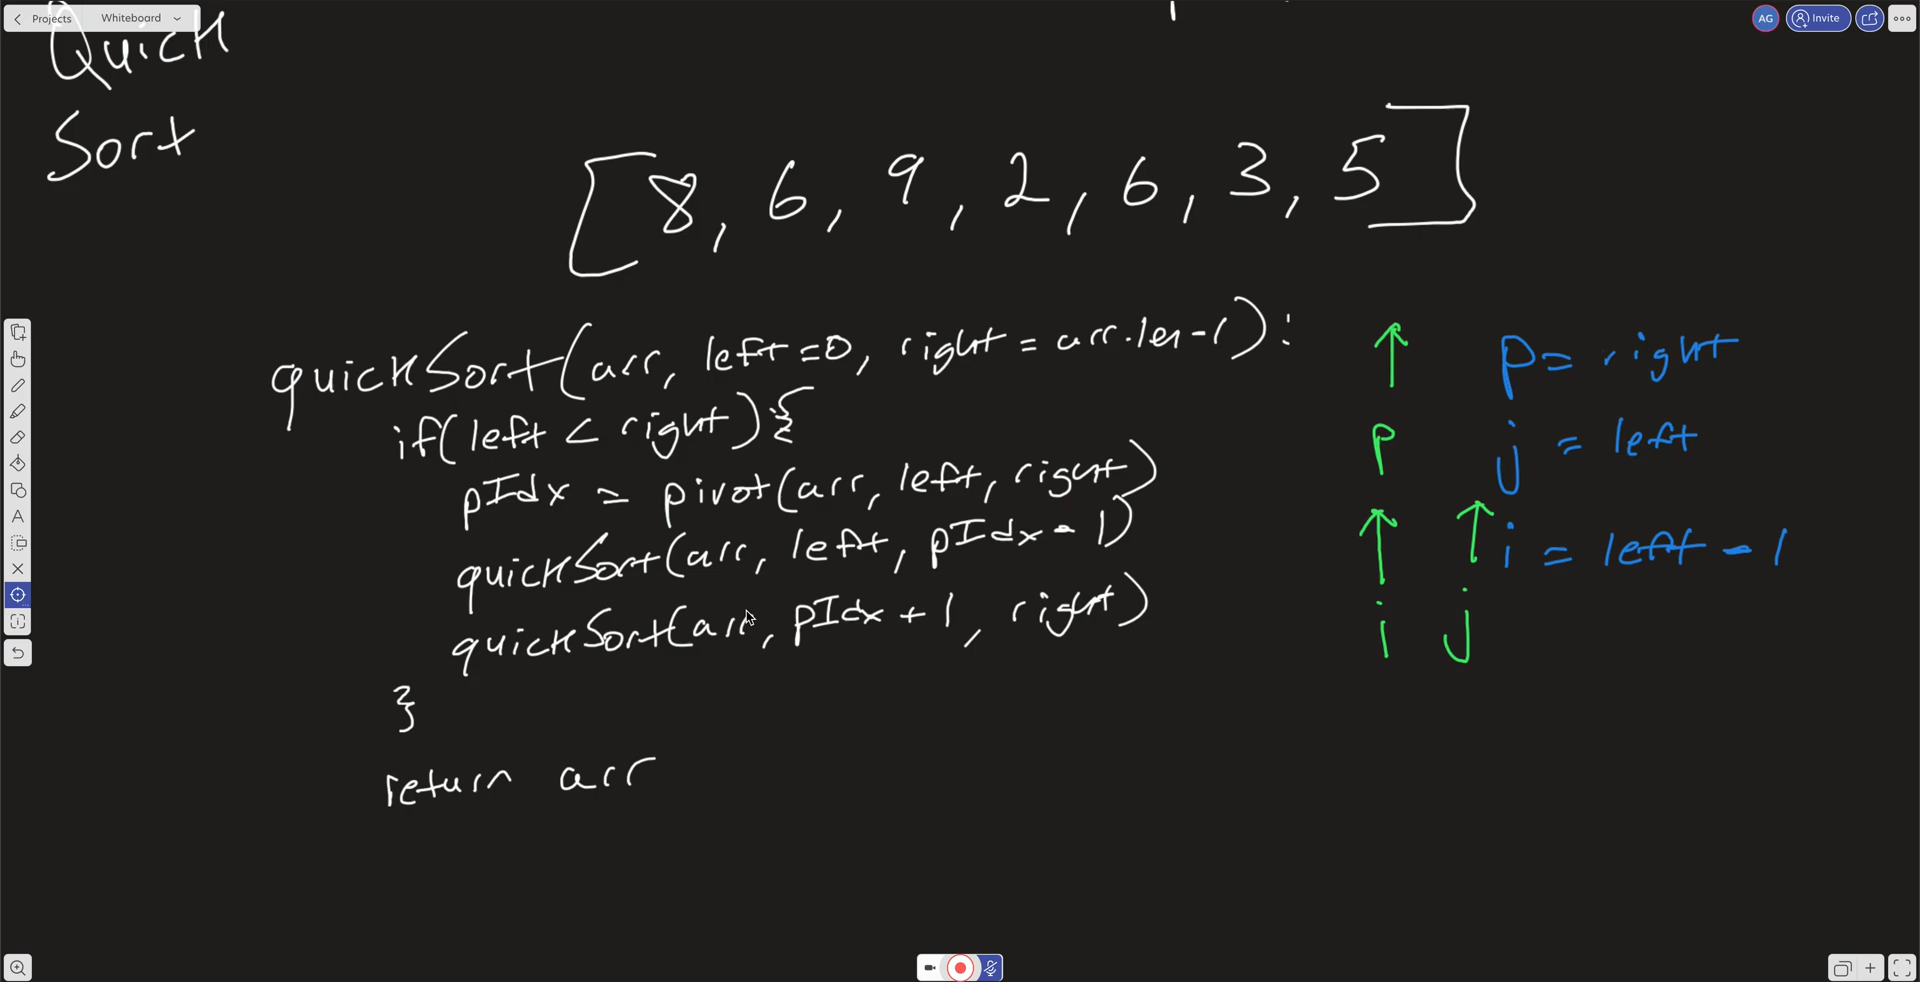 Projects Whiteboard
AG Invite
Quick
Sort
[8, 6, 9, 2, 6, 3, 5]
quickSort(arr, left=0, right=arr.len-1):
if(left < right){
pIdx = pivot(arr, left, right)
quickSort(arr, left, pIdx-1)
quickSort(arr, pIdx+1, right)
}
return arr
p
i j
p= right
j = left
i = left-1
A